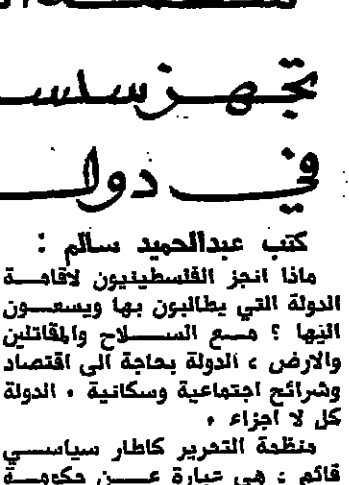 تجهز سلسـ
في دولـ
كتب عبدالحميد سالم :
ماذا انجز الفلسطينيون لاقامة
الدولة التي يطالبون بها ويسعون
اليها ؟ مع السلاح والمقاتلين
والارض ، الدولة بحاجة الى اقتصاد
وشرائح اجتماعية وسكانية . الدولة
كل لا اجزاء .
منظمة التحرير كاطار سياسي
قائم ، هي عبارة عن حكومة